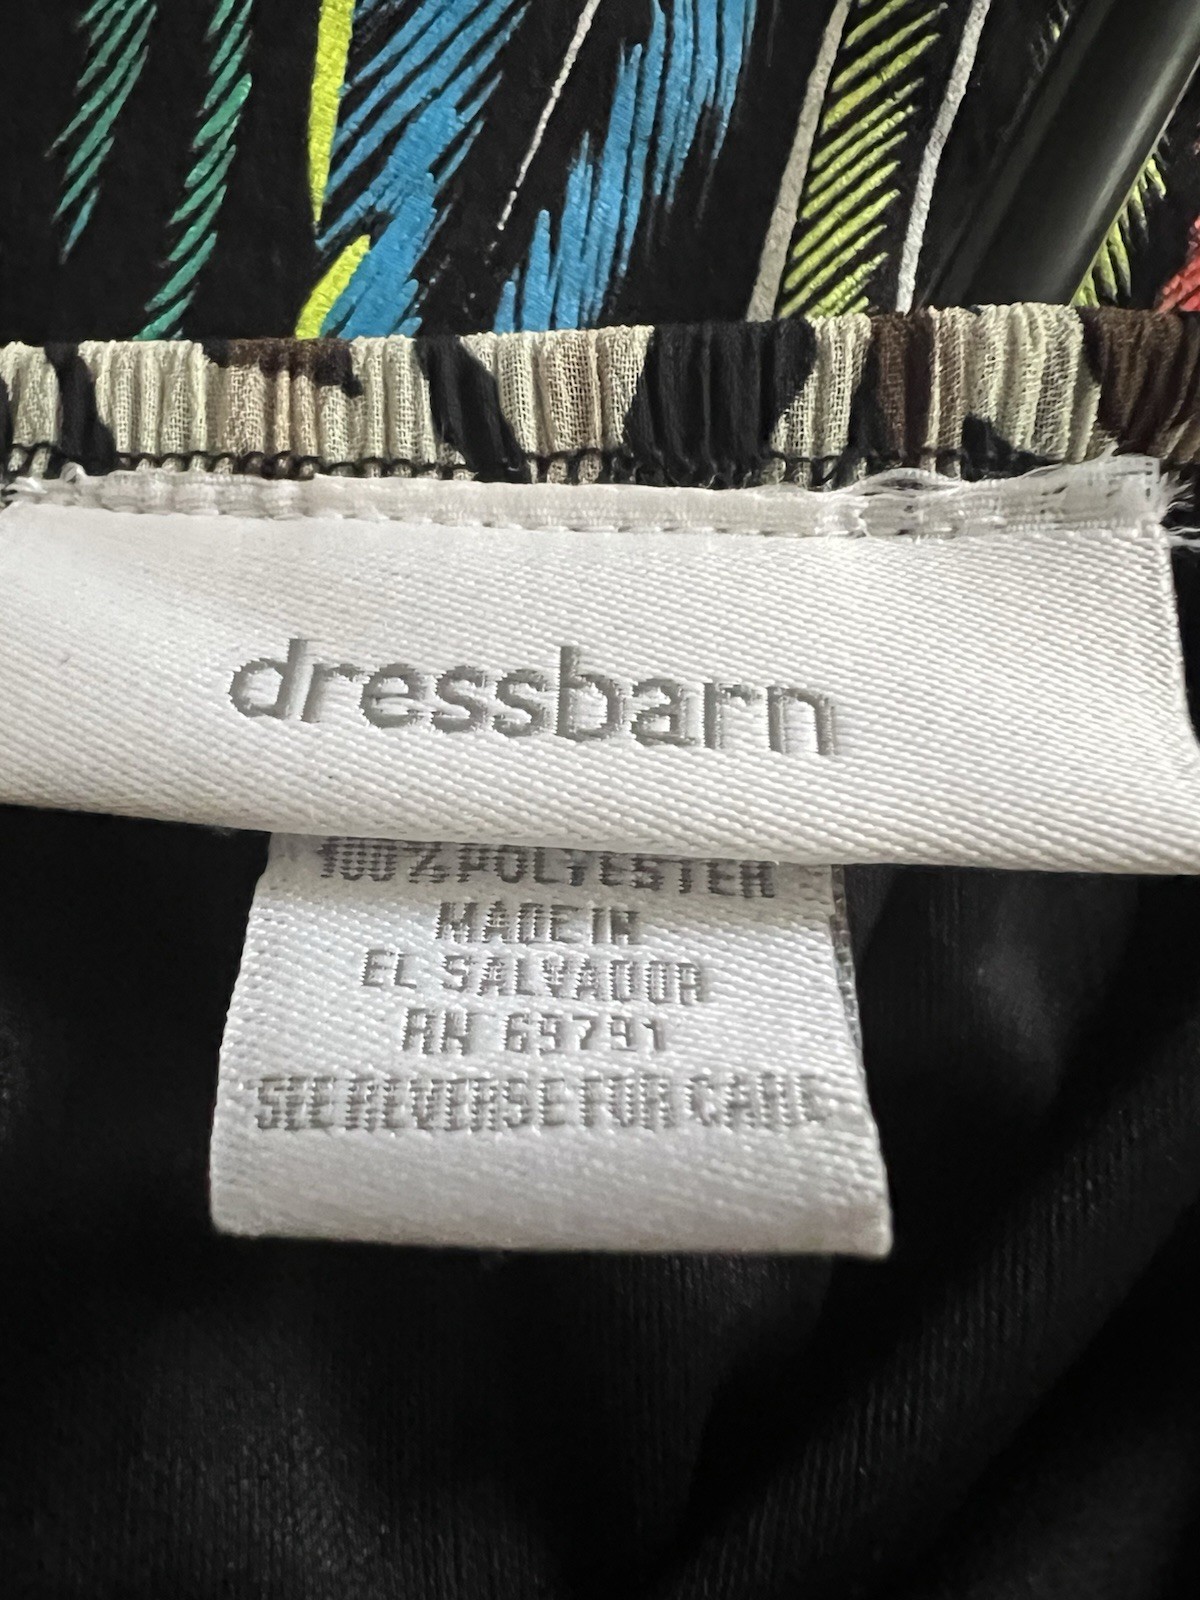 dressbarn
100% POLYESTER
MADE IN
EL SALVADOR
RN 69791
SEE REVERSE FOR CARE